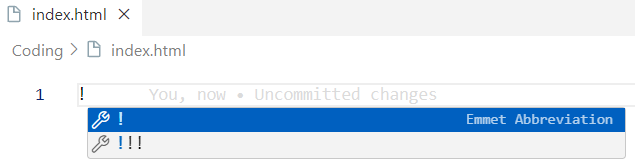 index.html ×
Coding > index.html
1 ! You, now • Uncommitted changes
! Emmet Abbreviation
!!!